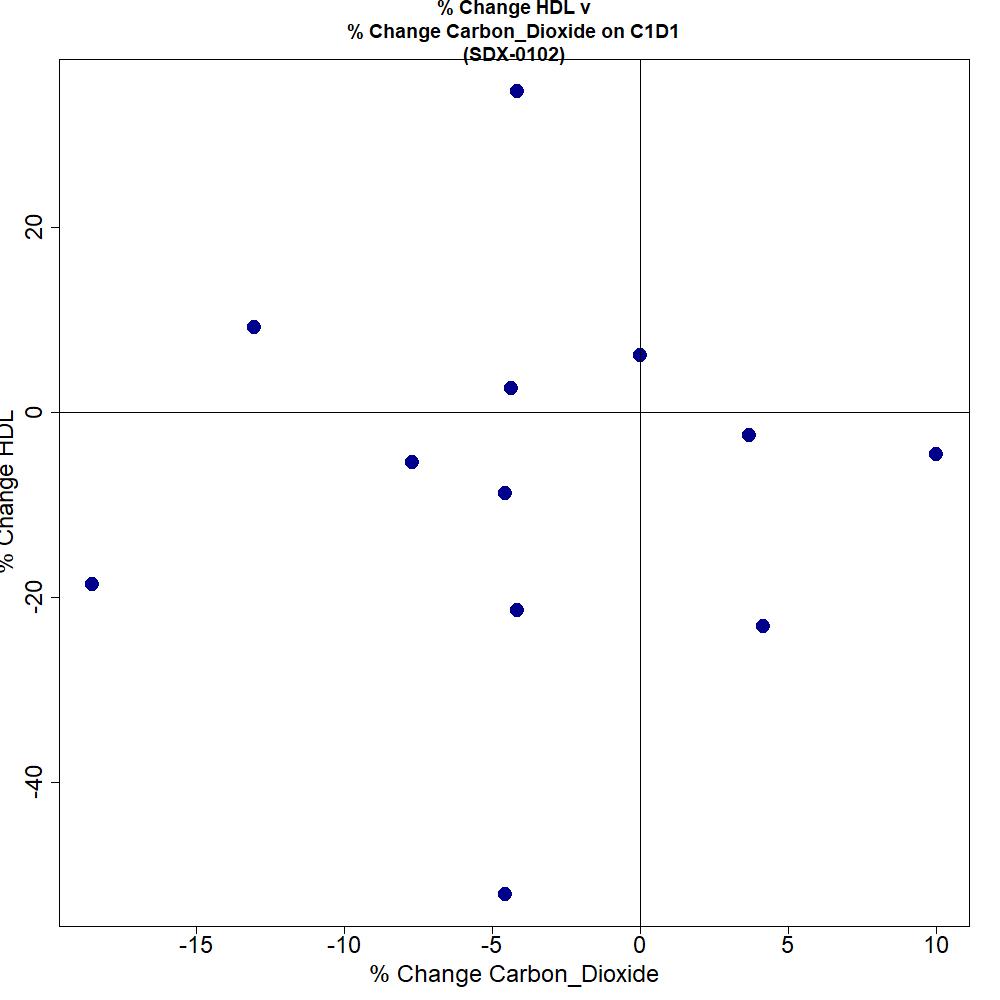 % Change HDL v
% Change Carbon_Dioxide on C1D1
(SDX-0102)
20
0
-20
-40
% Change HDL
-15
-10
-5
0
5
10
% Change Carbon_Dioxide